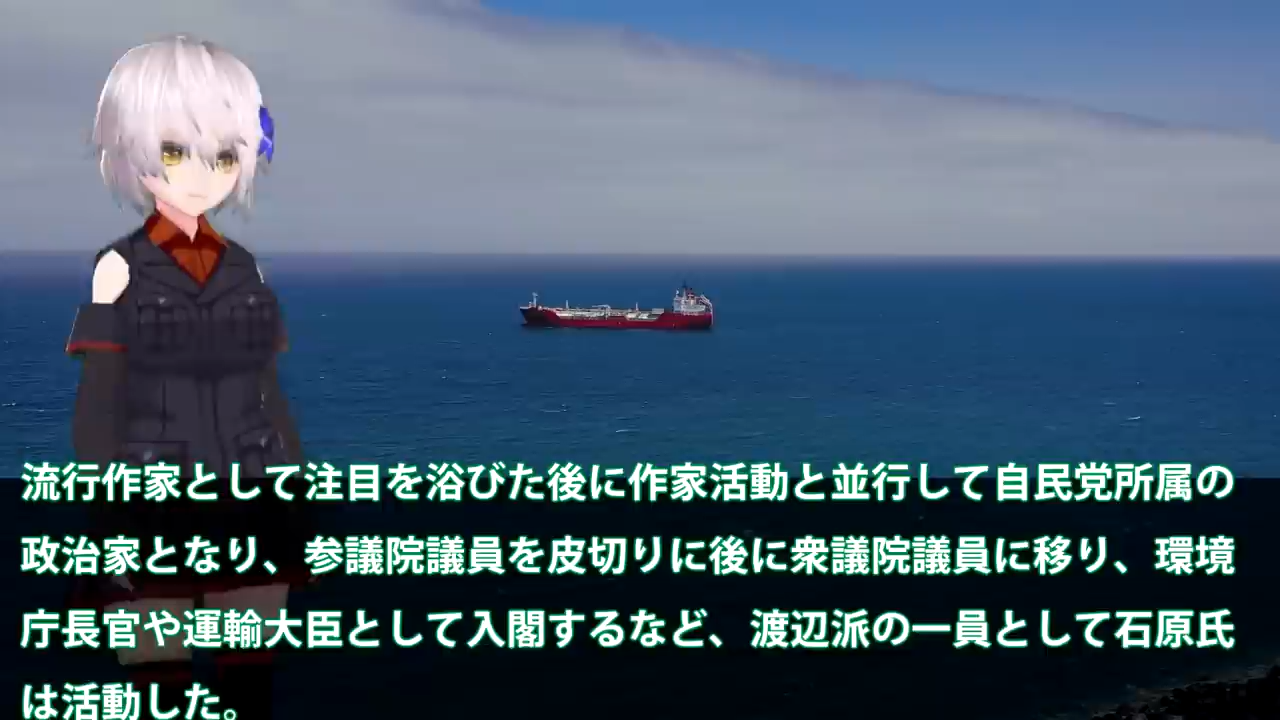 流行作家として注目を浴びた後に作家活動と並行して自民党所属の
政治家となり、参議院議員を皮切りに後に衆議院議員に移り、環境
庁長官や運輸大臣として入閣するなど、渡辺派の一員として石原氏
は活動した。